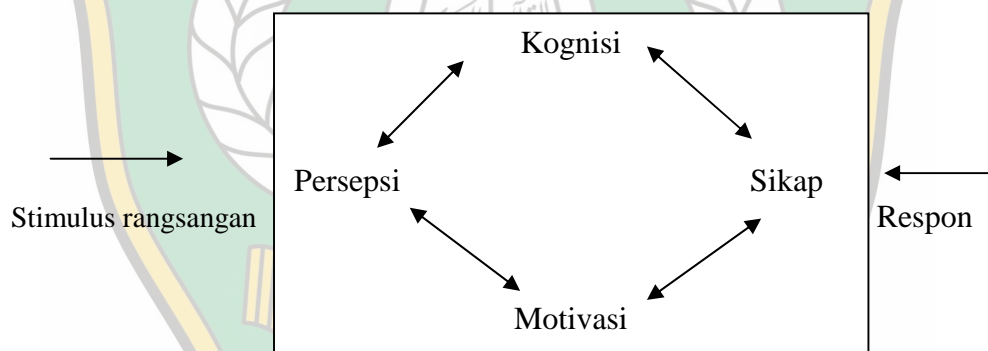 Kognisi
Persepsi
Sikap
Stimulus rangsangan
Respon
Motivasi